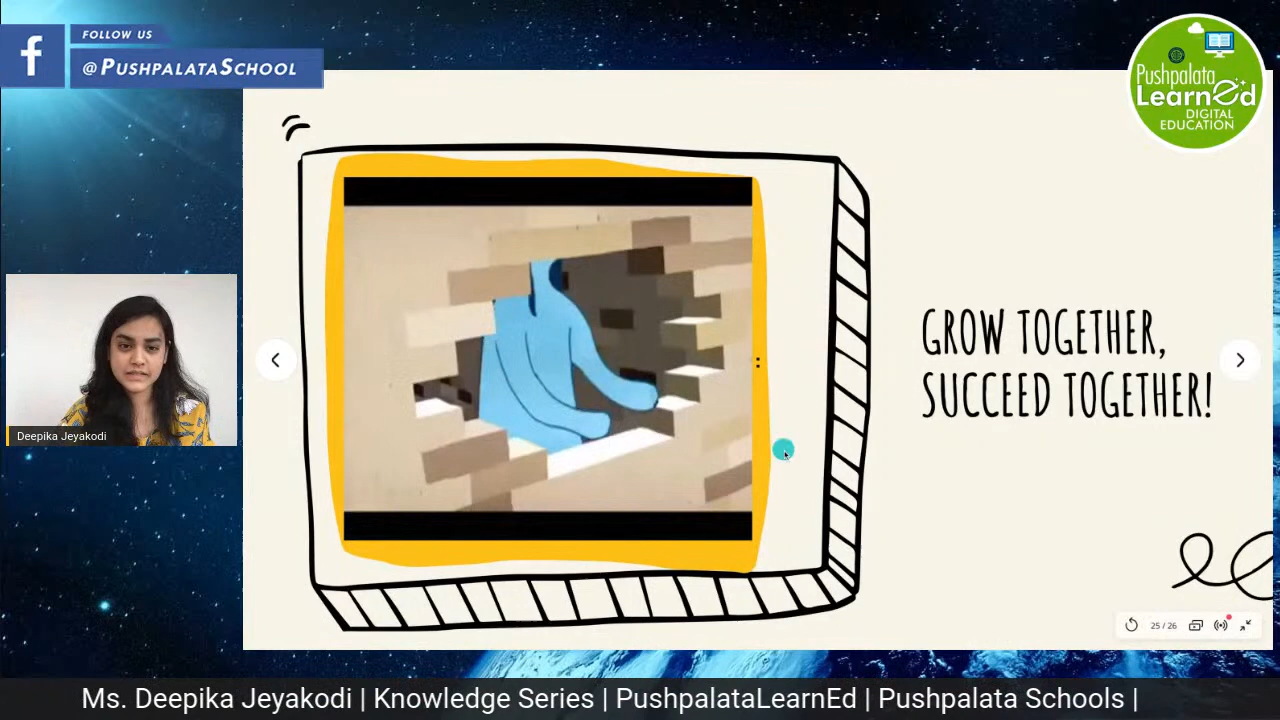 FOLLOW US
f
@PUSHPALATASCHOOL
Pushpalata
LearnEd
DIGITAL
EDUCATION
GROW TOGETHER,
SUCCEED TOGETHER!
Deepika Jeyakodi
25 / 26
Ms. Deepika Jeyakodi | Knowledge Series | PushpalataLearnEd | Pushpalata Schools |